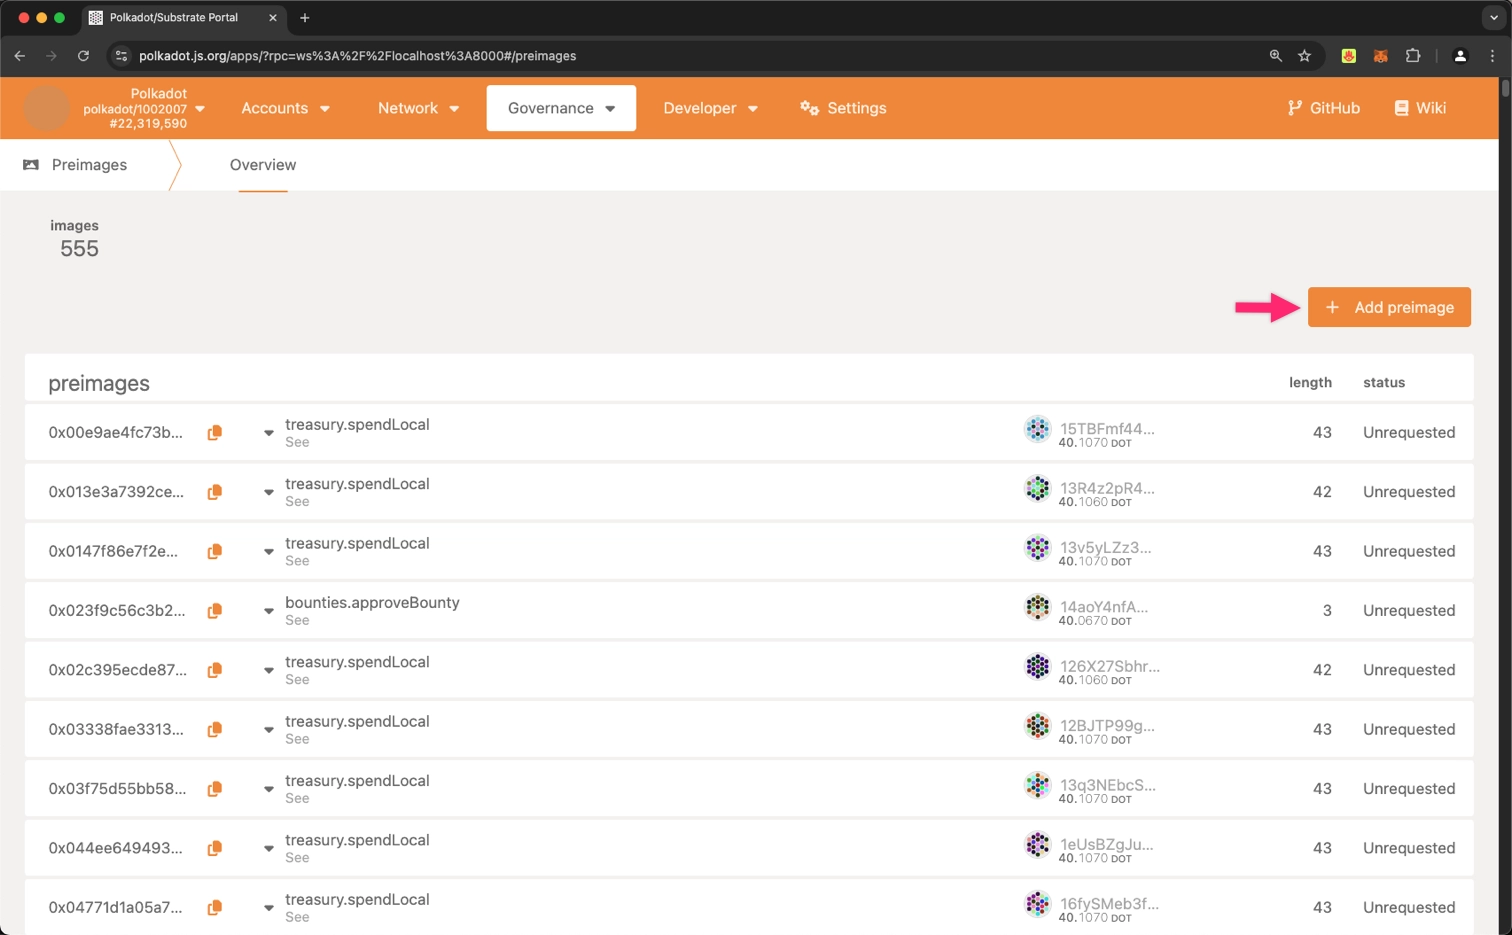 Polkadot/Substrate Portal
polkadot.js.org/apps/?rpc=ws%3A%2F%2Flocalhost%3A8000#/preimages
Polkadot
polkadot/1002007
#22,319,590
Accounts
Network
Governance
Developer
Settings
GitHub
Wiki
Preimages
Overview
images
555
+ Add preimage
preimages length status
0x00e9ae4fc73b... treasury.spendLocal 15TBFmf44... 43 Unrequested
See 40.1070 DOT
0x013e3a7392ce... treasury.spendLocal 13R4z2pR4... 42 Unrequested
See 40.1060 DOT
0x0147f86e7f2e... treasury.spendLocal 13v5yLZz3... 43 Unrequested
See 40.1070 DOT
0x023f9c56c3b2... bounties.approveBounty 14aoY4nfA... 3 Unrequested
See 40.0670 DOT
0x02c395ecde87... treasury.spendLocal 126X27Sbhr... 42 Unrequested
See 40.1060 DOT
0x03338fae3313... treasury.spendLocal 12BJTP99g... 43 Unrequested
See 40.1070 DOT
0x03f75d55bb58... treasury.spendLocal 13q3NEbcS... 43 Unrequested
See 40.1070 DOT
0x044ee649493... treasury.spendLocal 1eUsBZgJu... 43 Unrequested
See 40.1070 DOT
0x04771d1a05a7... treasury.spendLocal 16fySMeb3f... 43 Unrequested
See 40.1070 DOT